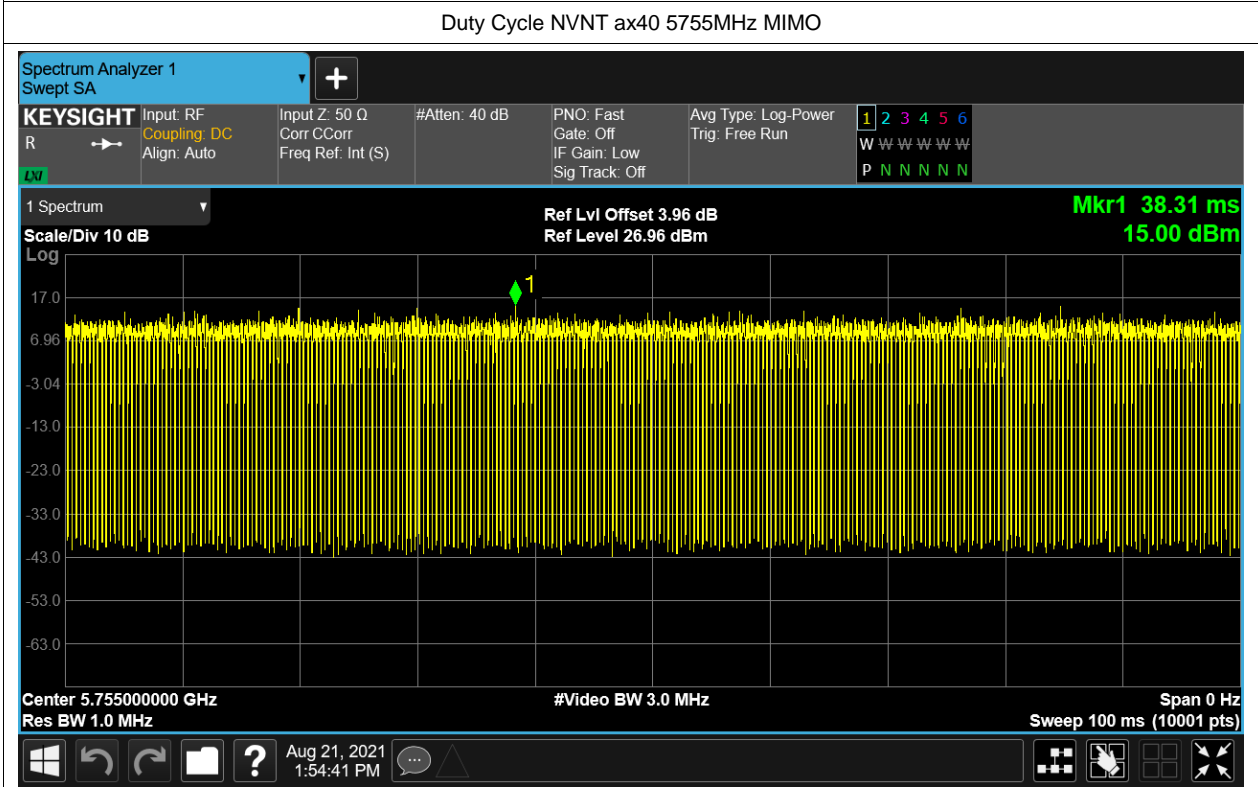 Duty Cycle NVNT ax40 5755MHz MIMO
Spectrum Analyzer 1
Swept SA
KEYSIGHT Input: RF Input Z: 50 Ω #Atten: 40 dB PNO: Fast Avg Type: Log-Power 1 2 3 4 5 6
R Coupling: DC Corr CCorr Gate: Off Trig: Free Run W W W W W W
Align: Auto Freq Ref: Int (S) IF Gain: Low
LXI Sig Track: Off P N N N N N
1 Spectrum Ref Lvl Offset 3.96 dB Mkr1 38.31 ms
Scale/Div 10 dB Ref Level 26.96 dBm 15.00 dBm
Log
1
17.0
6.96
-3.04
-13.0
-23.0
-33.0
-43.0
-53.0
-63.0
Center 5.755000000 GHz #Video BW 3.0 MHz Span 0 Hz
Res BW 1.0 MHz Sweep 100 ms (10001 pts)
? Aug 21, 2021
1:54:41 PM